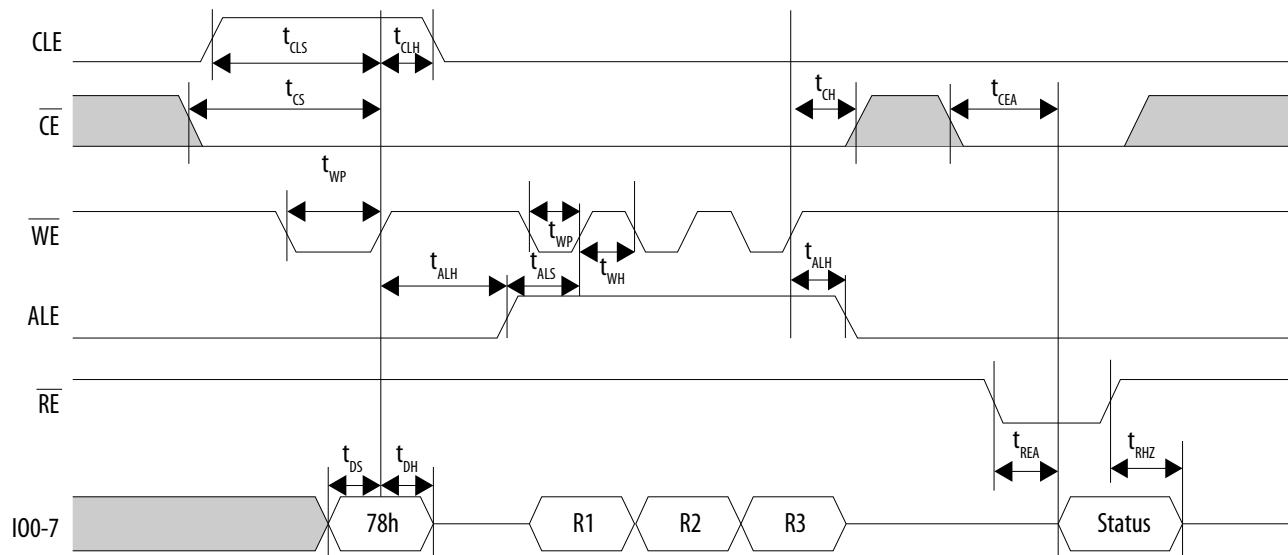 CLE
tCLS
tCLH
CE
tCS
tCH
tCEA
tWP
WE
tWP
tWH
tALH
tALS
tALH
ALE
RE
tREA
tRHZ
tDS
tDH
IO0-7
78h
R1
R2
R3
Status